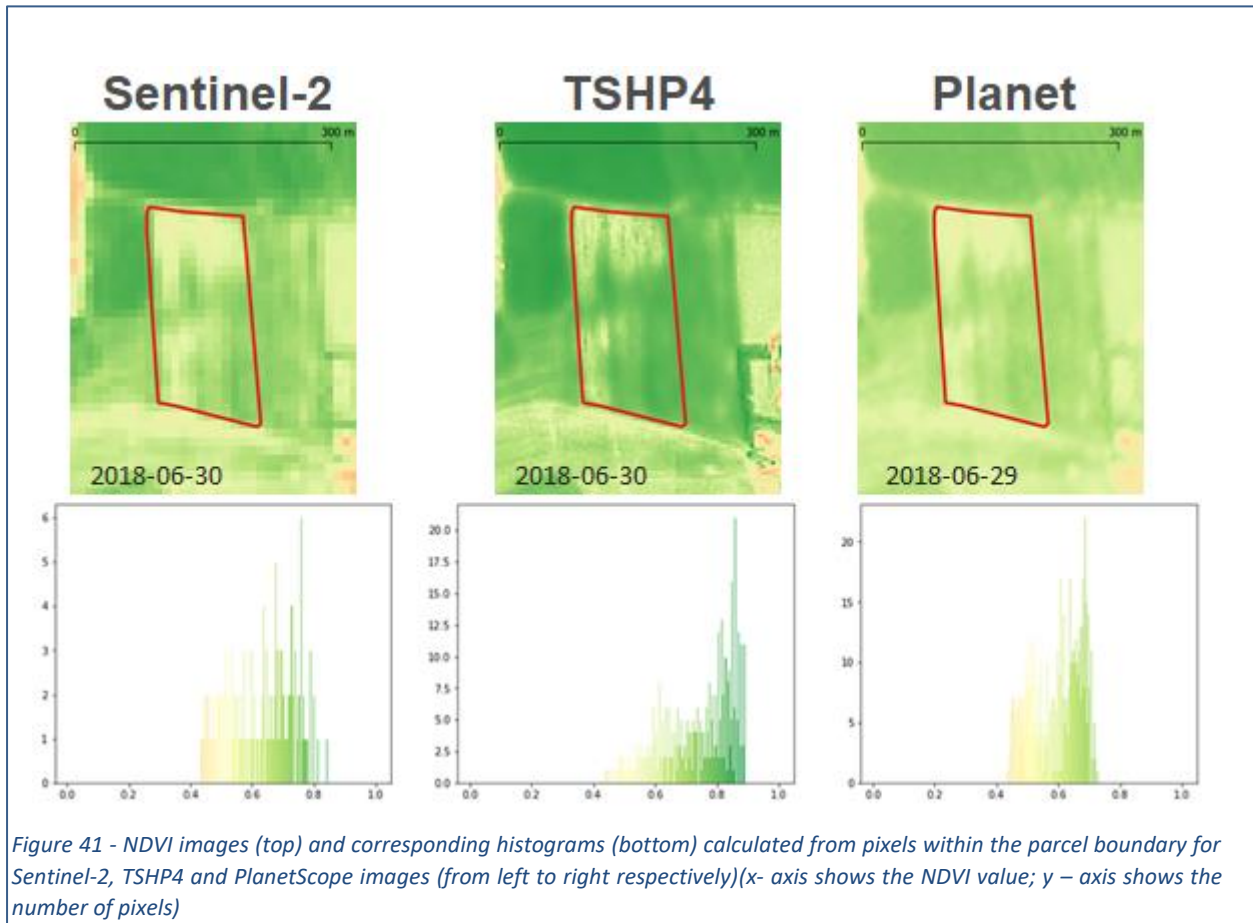 Sentinel-2 TSHP4 Planet
0 300 m 0 300 m 0 300 m
2018-06-30 2018-06-30 2018-06-29
6
5
4
3
2
1
0
0.0 0.2 0.4 0.6 0.8 1.0
20.0
17.5
15.0
12.5
10.0
7.5
5.0
2.5
0.0
0.0 0.2 0.4 0.6 0.8 1.0
20
15
10
5
0
0.0 0.2 0.4 0.6 0.8 1.0
Figure 41 - NDVI images (top) and corresponding histograms (bottom) calculated from pixels within the parcel boundary for
Sentinel-2, TSHP4 and PlanetScope images (from left to right respectively)(x- axis shows the NDVI value; y – axis shows the
number of pixels)